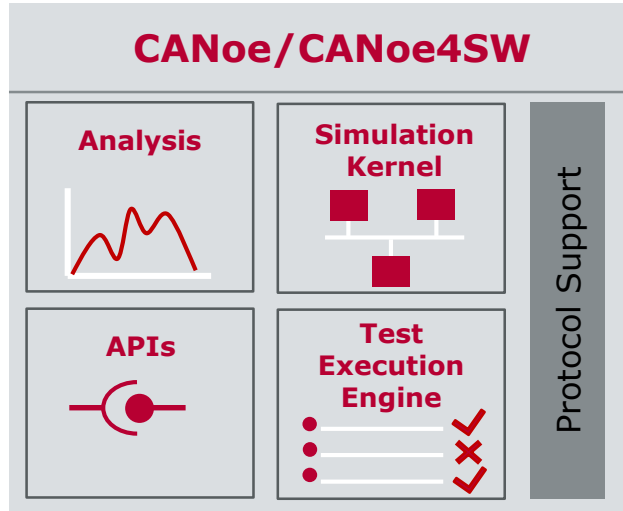 CANoe/CANoe4SW
Analysis
Simulation
Kernel
APIs
Test
Execution
Engine
Protocol Support